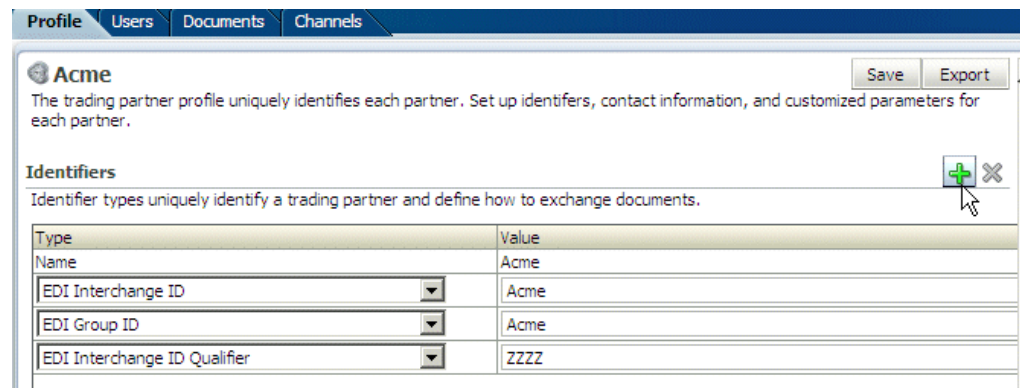 Profile Users Documents Channels
Acme Save Export
The trading partner profile uniquely identifies each partner. Set up identifers, contact information, and customized parameters for
each partner.
Identifiers
Identifier types uniquely identify a trading partner and define how to exchange documents.
Type Value
Name Acme
EDI Interchange ID Acme
EDI Group ID Acme
EDI Interchange ID Qualifier ZZZZ